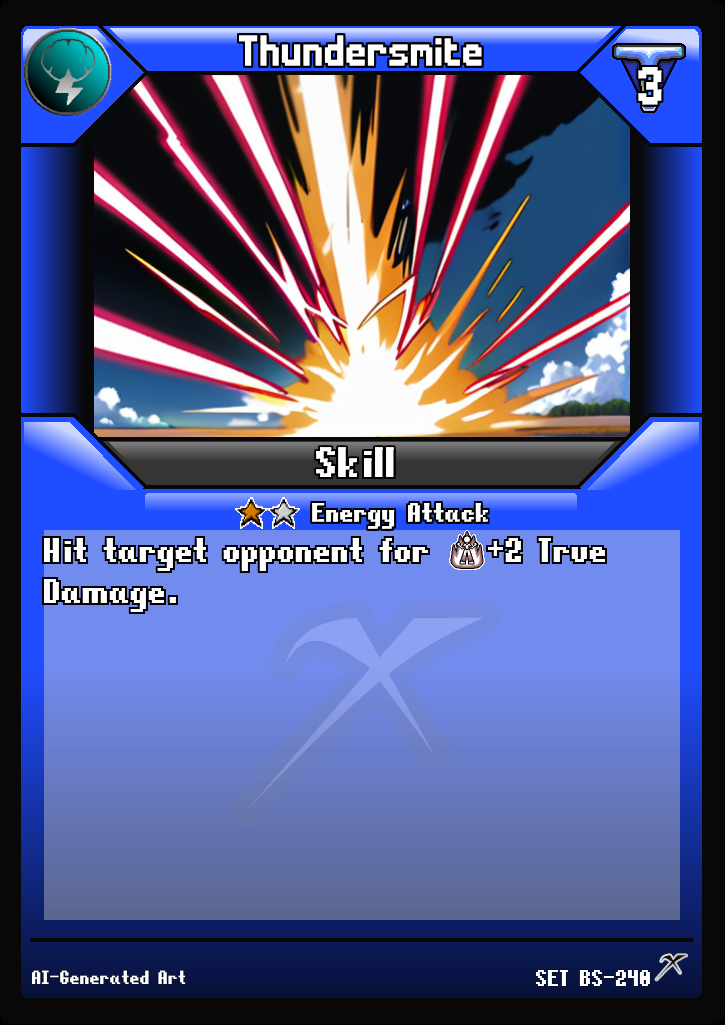 Thundersmite
3
Skill
Energy Attack
Hit target opponent for A+2 True
Damage.
AI-Generated Art
SET BS-240